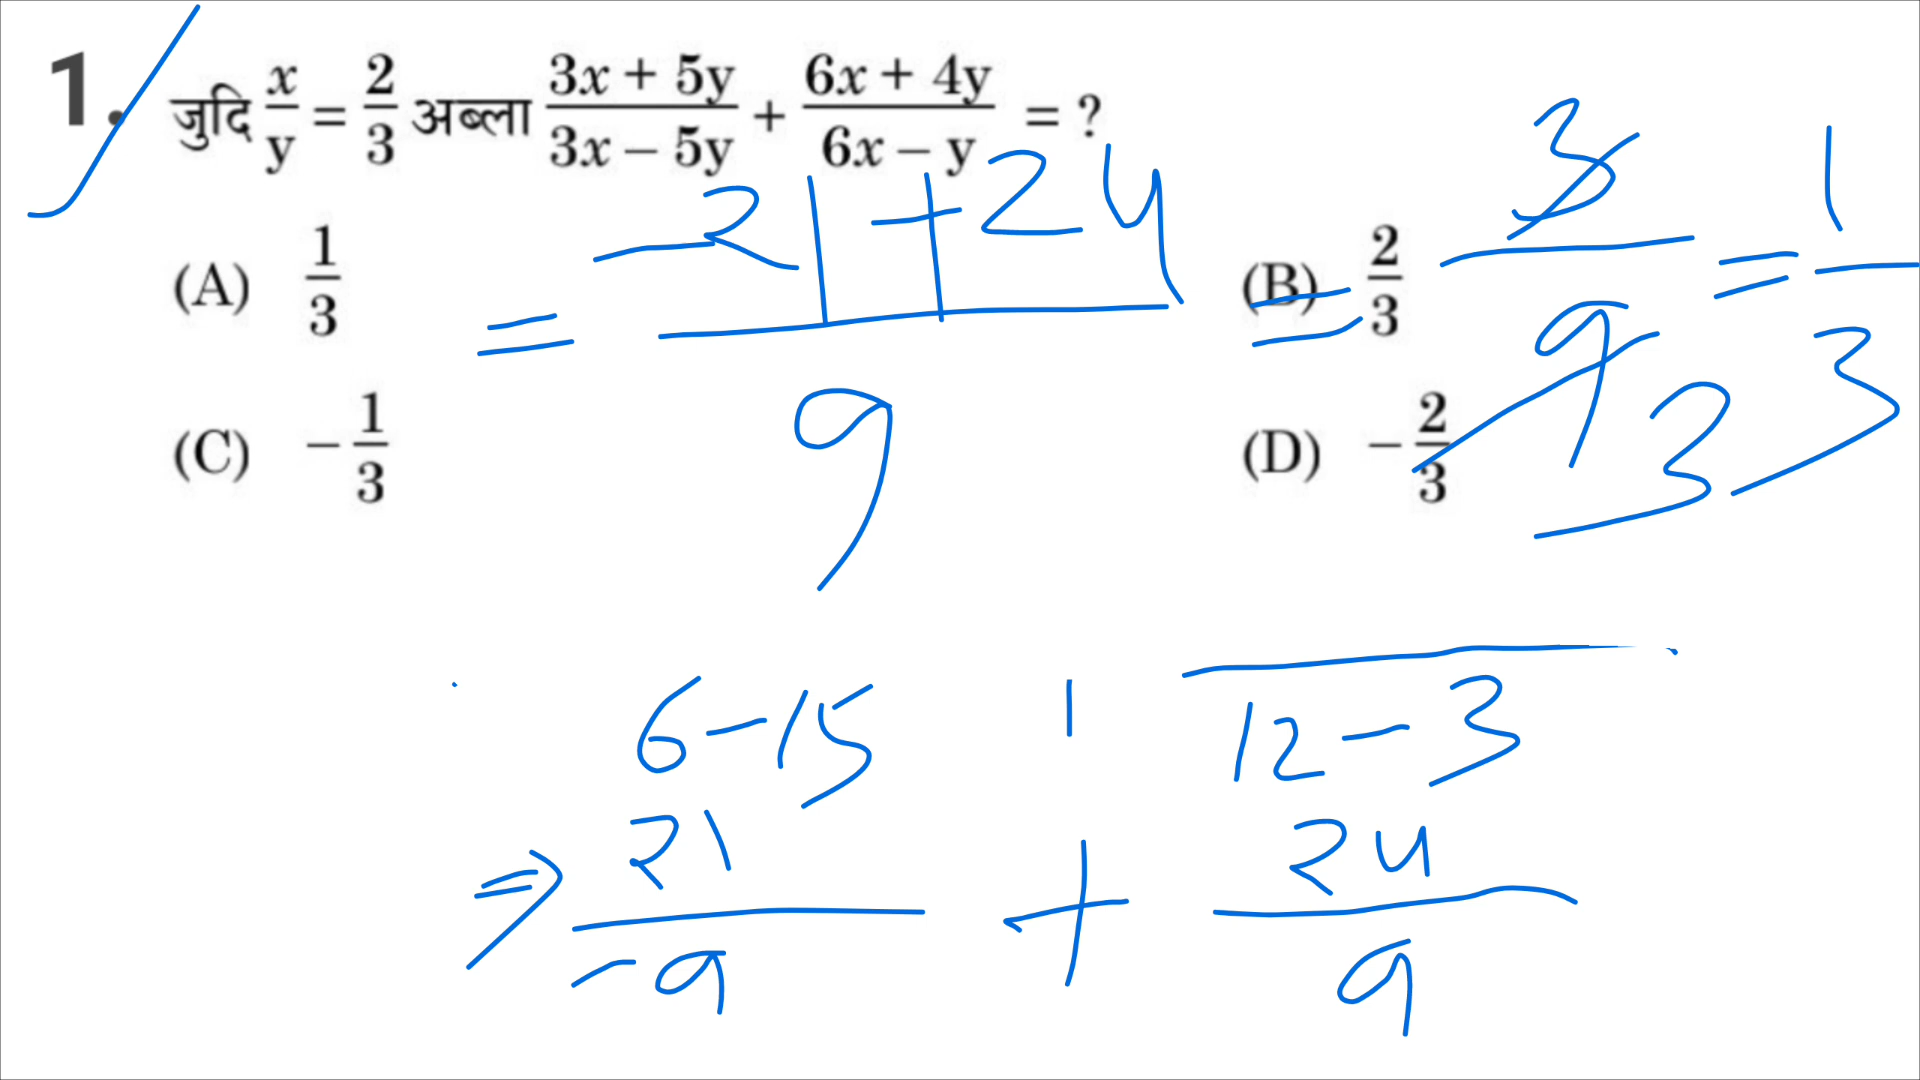 1. जुदि x/y = 2/3 अब्ला (3x + 5y)/(3x − 5y) + (6x + 4y)/(6x − y) = ?
(A) 1/3 (B) 2/3
(C) −1/3 (D) −2/3
= (−21 + 24)/9 = 3/9 3 = 1/3
6 − 15 12 − 3
⇒ 21/−9 + 24/9